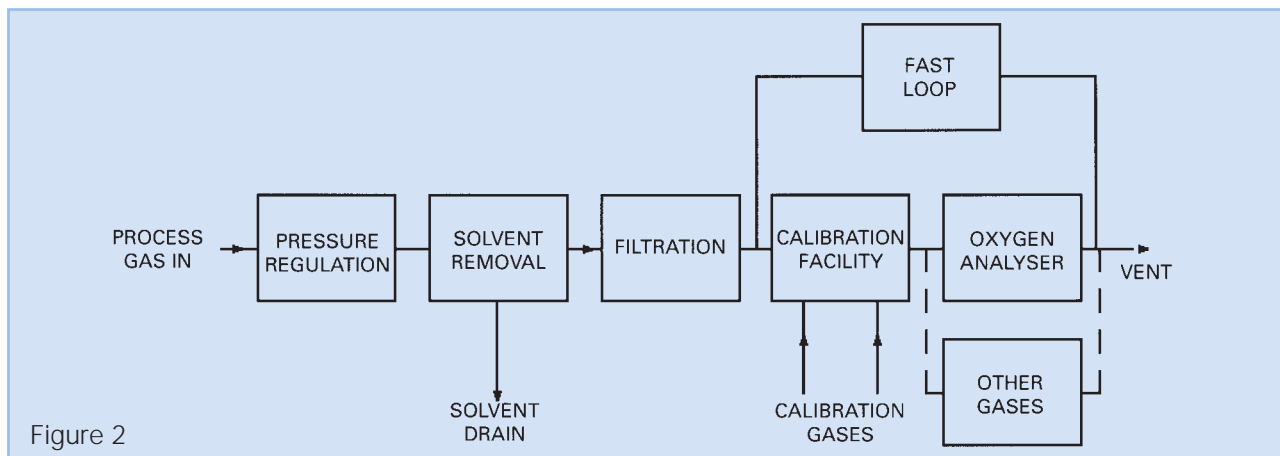 FAST
LOOP
PROCESS
GAS IN
PRESSURE
REGULATION
SOLVENT
REMOVAL
FILTRATION
CALIBRATION
FACILITY
OXYGEN
ANALYSER
VENT
SOLVENT
DRAIN
CALIBRATION
GASES
OTHER
GASES
Figure 2